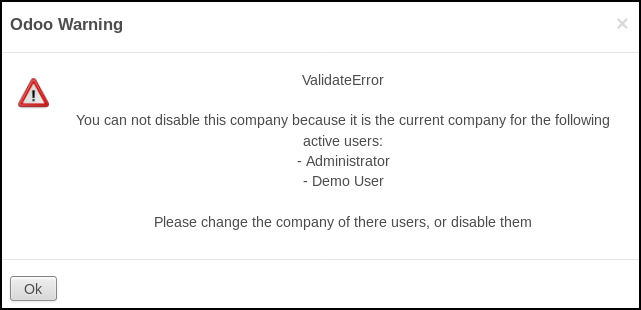 Odoo Warning ×
ValidateError
You can not disable this company because it is the current company for the following
active users:
- Administrator
- Demo User
Please change the company of there users, or disable them
Ok